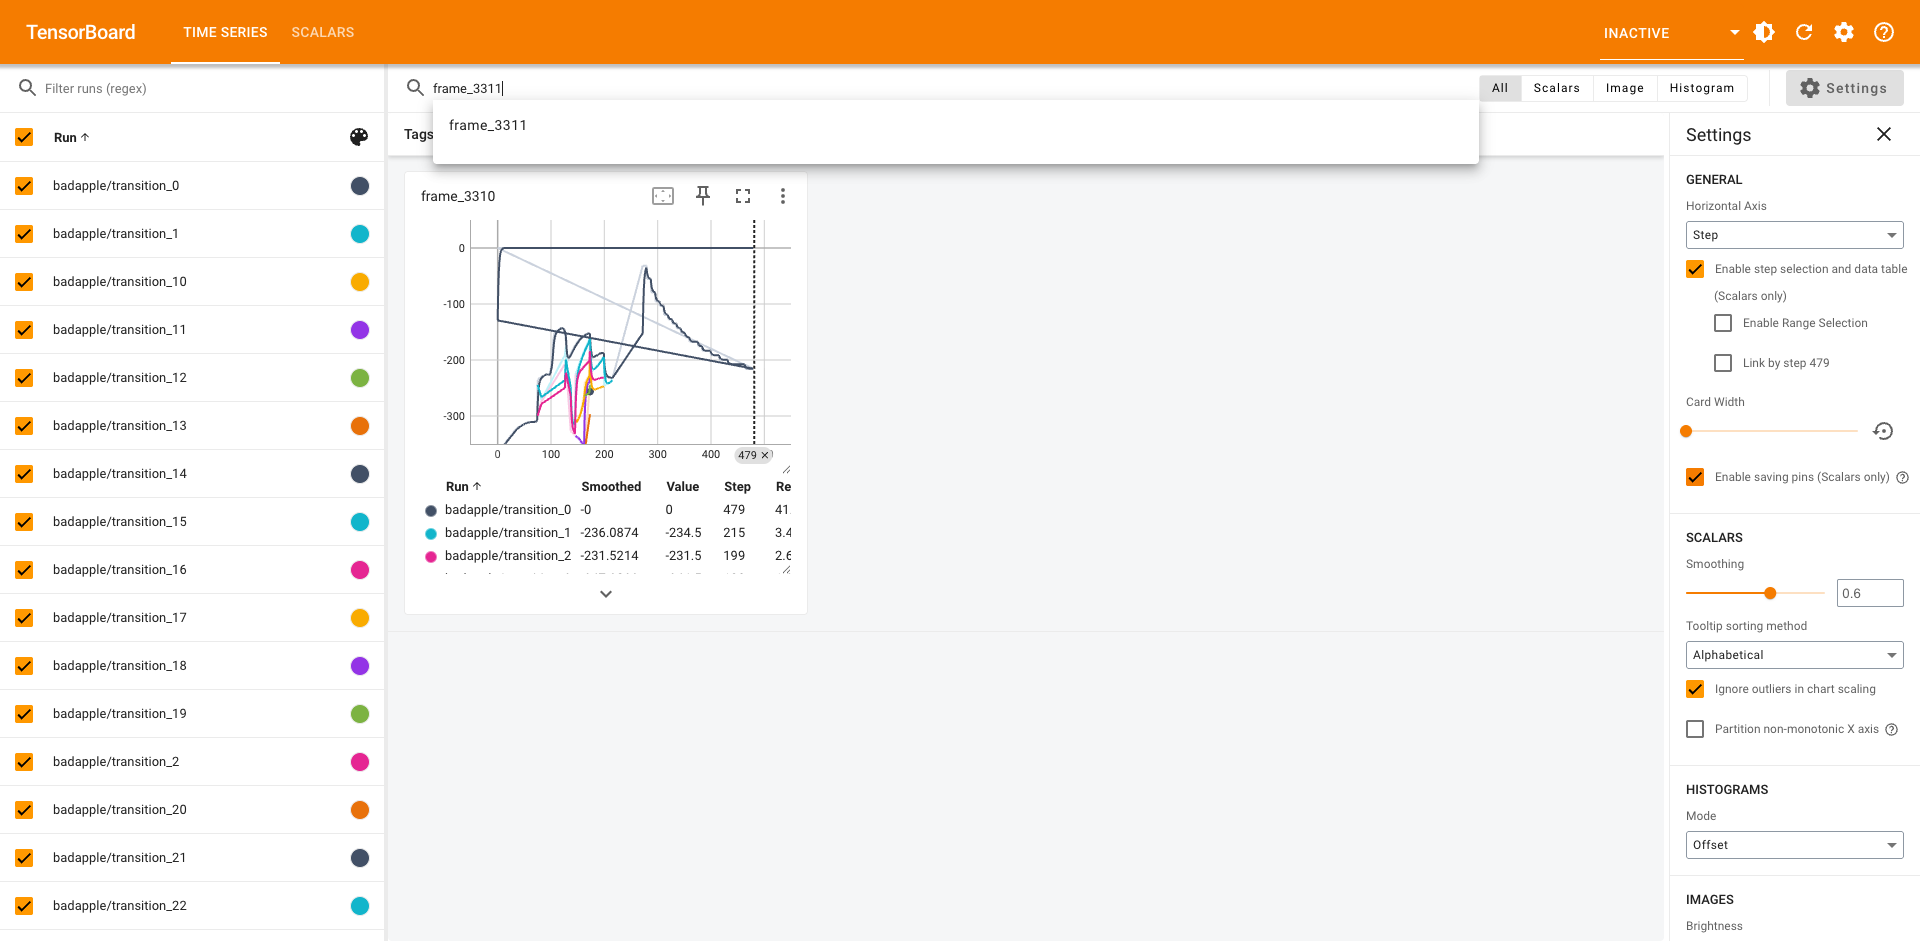 TensorBoard TIME SERIES SCALARS INACTIVE
Filter runs (regex)
frame_3311
All Scalars Image Histogram Settings
Run
badapple/transition_0
badapple/transition_1
badapple/transition_10
badapple/transition_11
badapple/transition_12
badapple/transition_13
badapple/transition_14
badapple/transition_15
badapple/transition_16
badapple/transition_17
badapple/transition_18
badapple/transition_19
badapple/transition_2
badapple/transition_20
badapple/transition_21
badapple/transition_22
Tags
frame_3311
frame_3310
0
-100
-200
-300
0 100 200 300 400 479
Run Smoothed Value Step Re
badapple/transition_0 -0 0 479 41.
badapple/transition_1 -236.0874 -234.5 215 3.4
badapple/transition_2 -231.5214 -231.5 199 2.6
Settings
GENERAL
Horizontal Axis
Step
Enable step selection and data table
(Scalars only)
Enable Range Selection
Link by step 479
Card Width
Enable saving pins (Scalars only)
SCALARS
Smoothing
0.6
Tooltip sorting method
Alphabetical
Ignore outliers in chart scaling
Partition non-monotonic X axis
HISTOGRAMS
Mode
Offset
IMAGES
Brightness